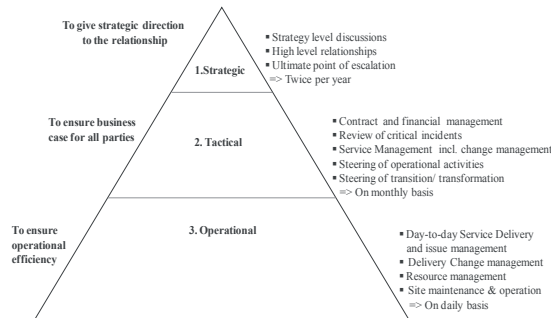 To give strategic direction
to the relationship
1.Strategic
▪ Strategy level discussions
▪ High level relationships
▪ Ultimate point of escalation
=> Twice per year
To ensure business
case for all parties
2. Tactical
▪ Contract and financial management
▪ Review of critical incidents
▪ Service Management incl. change management
▪ Steering of operational activities
▪ Steering of transition/ transformation
=> On monthly basis
To ensure
operational
efficiency
3. Operational
▪ Day-to-day Service Delivery
and issue management
▪ Delivery Change management
▪ Resource management
▪ Site maintenance & operation
=> On daily basis